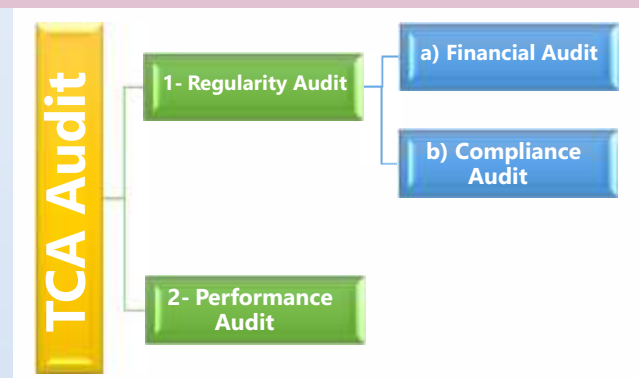 TCA Audit
1- Regularity Audit
a) Financial Audit
b) Compliance
Audit
2- Performance
Audit